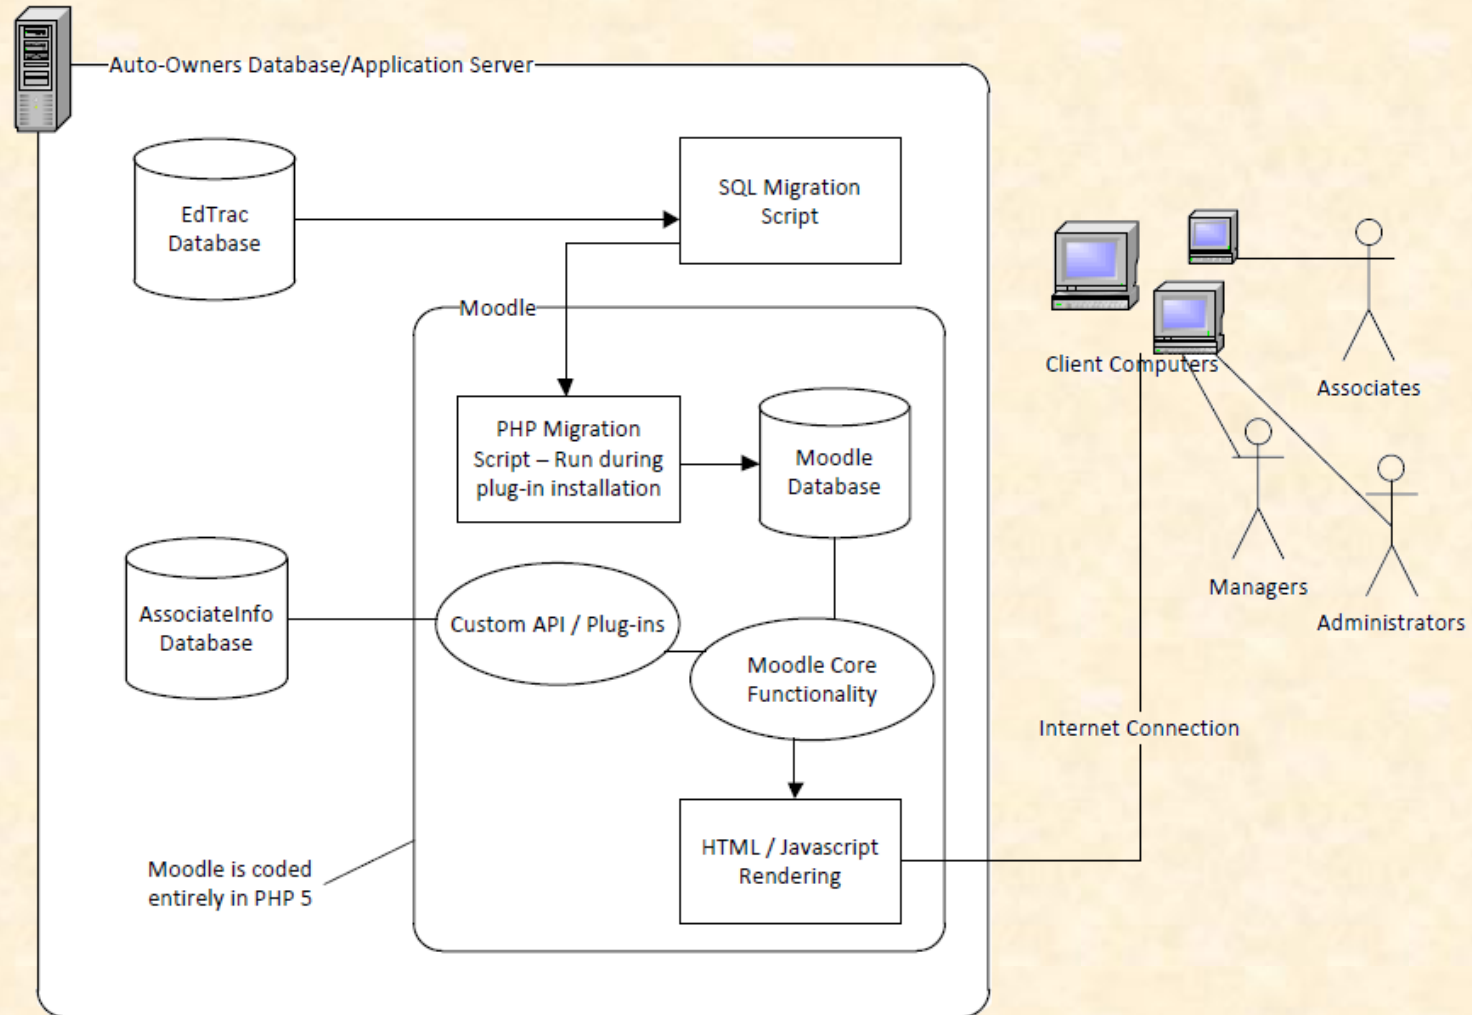 Auto-Owners Database/Application Server
EdTrac
Database
SQL Migration
Script
Moodle
PHP Migration
Script – Run during
plug-in installation
Moodle
Database
AssociateInfo
Database
Custom API / Plug-ins
Moodle Core
Functionality
HTML / Javascript
Rendering
Moodle is coded
entirely in PHP 5
Client Computers
Associates
Managers
Administrators
Internet Connection